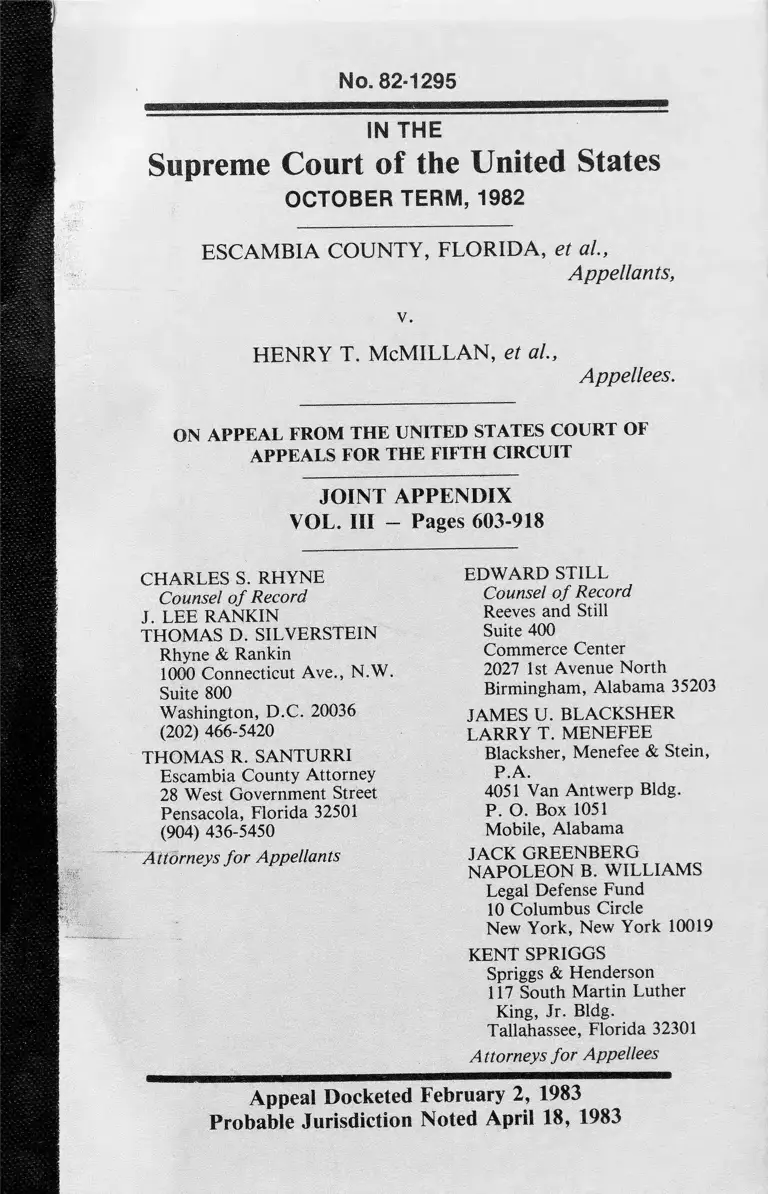 No. 82-1295
IN THE
Supreme Court of the United States
OCTOBER TERM, 1982
ESCAMBIA COUNTY, FLORIDA, et al.,
Appellants,
v.
HENRY T. McMILLAN, et al.,
Appellees.
ON APPEAL FROM THE UNITED STATES COURT OF
APPEALS FOR THE FIFTH CIRCUIT
JOINT APPENDIX
VOL. III — Pages 603-918
CHARLES S. RHYNE
Counsel of Record
J. LEE RANKIN
THOMAS D. SILVERSTEIN
Rhyne & Rankin
1000 Connecticut Ave., N.W.
Suite 800
Washington, D.C. 20036
(202) 466-5420
THOMAS R. SANTURRI
Escambia County Attorney
28 West Government Street
Pensacola, Florida 32501
(904) 436-5450
Attorneys for Appellants
EDWARD STILL
Counsel of Record
Reeves and Still
Suite 400
Commerce Center
2027 1st Avenue North
Birmingham, Alabama 35203
JAMES U. BLACKSHER
LARRY T. MENEFEE
Blacksher, Menefee & Stein,
P.A.
4051 Van Antwerp Bldg.
P. O. Box 1051
Mobile, Alabama
JACK GREENBERG
NAPOLEON B. WILLIAMS
Legal Defense Fund
10 Columbus Circle
New York, New York 10019
KENT SPRIGGS
Spriggs & Henderson
117 South Martin Luther
King, Jr. Bldg.
Tallahassee, Florida 32301
Attorneys for Appellees
Appeal Docketed February 2, 1983
Probable Jurisdiction Noted April 18, 1983